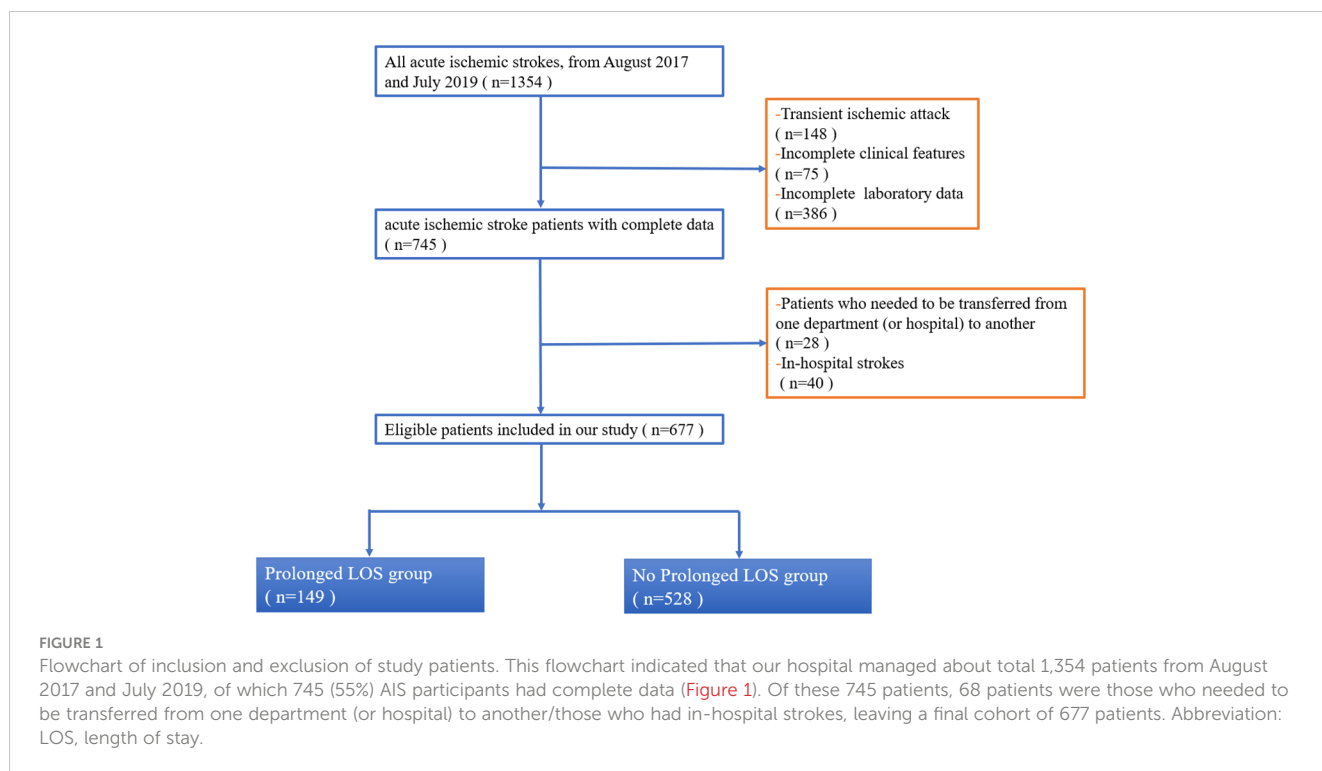 All acute ischemic strokes, from August 2017
and July 2019 ( n=1354 )
-Transient ischemic attack
( n=148 )
-Incomplete clinical features
( n=75 )
-Incomplete laboratory data
( n=386 )
acute ischemic stroke patients with complete data
( n=745 )
-Patients who needed to be transferred from
one department (or hospital) to another
( n=28 )
-In-hospital strokes
( n=40 )
Eligible patients included in our study ( n=677 )
Prolonged LOS group
( n=149 )
No Prolonged LOS group
( n=528 )
FIGURE 1
Flowchart of inclusion and exclusion of study patients. This flowchart indicated that our hospital managed about total 1,354 patients from August
2017 and July 2019, of which 745 (55%) AIS participants had complete data (Figure 1). Of these 745 patients, 68 patients were those who needed to
be transferred from one department (or hospital) to another/those who had in-hospital strokes, leaving a final cohort of 677 patients. Abbreviation:
LOS, length of stay.